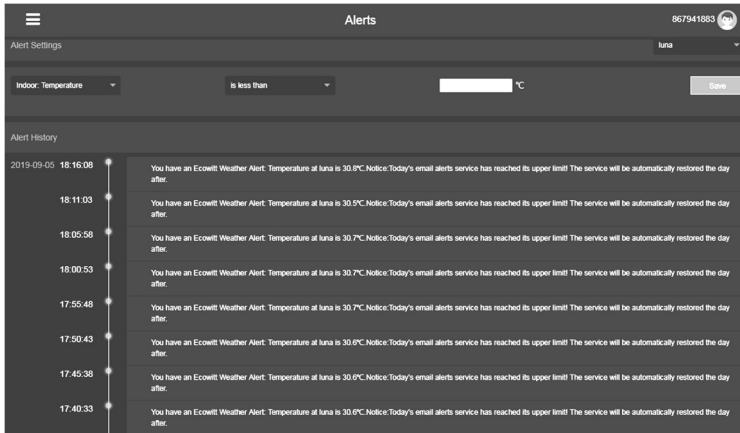 Alerts
867941883
Alert Settings
luna
Indoor: Temperature
is less than
℃
Save
Alert History
2019-09-05 18:16:08
You have an Ecowitt Weather Alert: Temperature at luna is 30.8℃.Notice:Today's email alerts service has reached its upper limit! The service will be automatically restored the day
after.
18:11:03
You have an Ecowitt Weather Alert: Temperature at luna is 30.5℃.Notice:Today's email alerts service has reached its upper limit! The service will be automatically restored the day
after.
18:05:58
You have an Ecowitt Weather Alert: Temperature at luna is 30.7℃.Notice:Today's email alerts service has reached its upper limit! The service will be automatically restored the day
after.
18:00:53
You have an Ecowitt Weather Alert: Temperature at luna is 30.7℃.Notice:Today's email alerts service has reached its upper limit! The service will be automatically restored the day
after.
17:55:48
You have an Ecowitt Weather Alert: Temperature at luna is 30.7℃.Notice:Today's email alerts service has reached its upper limit! The service will be automatically restored the day
after.
17:50:43
You have an Ecowitt Weather Alert: Temperature at luna is 30.6℃.Notice:Today's email alerts service has reached its upper limit! The service will be automatically restored the day
after.
17:45:38
You have an Ecowitt Weather Alert: Temperature at luna is 30.6℃.Notice:Today's email alerts service has reached its upper limit! The service will be automatically restored the day
after.
17:40:33
You have an Ecowitt Weather Alert: Temperature at luna is 30.6℃.Notice:Today's email alerts service has reached its upper limit! The service will be automatically restored the day
after.